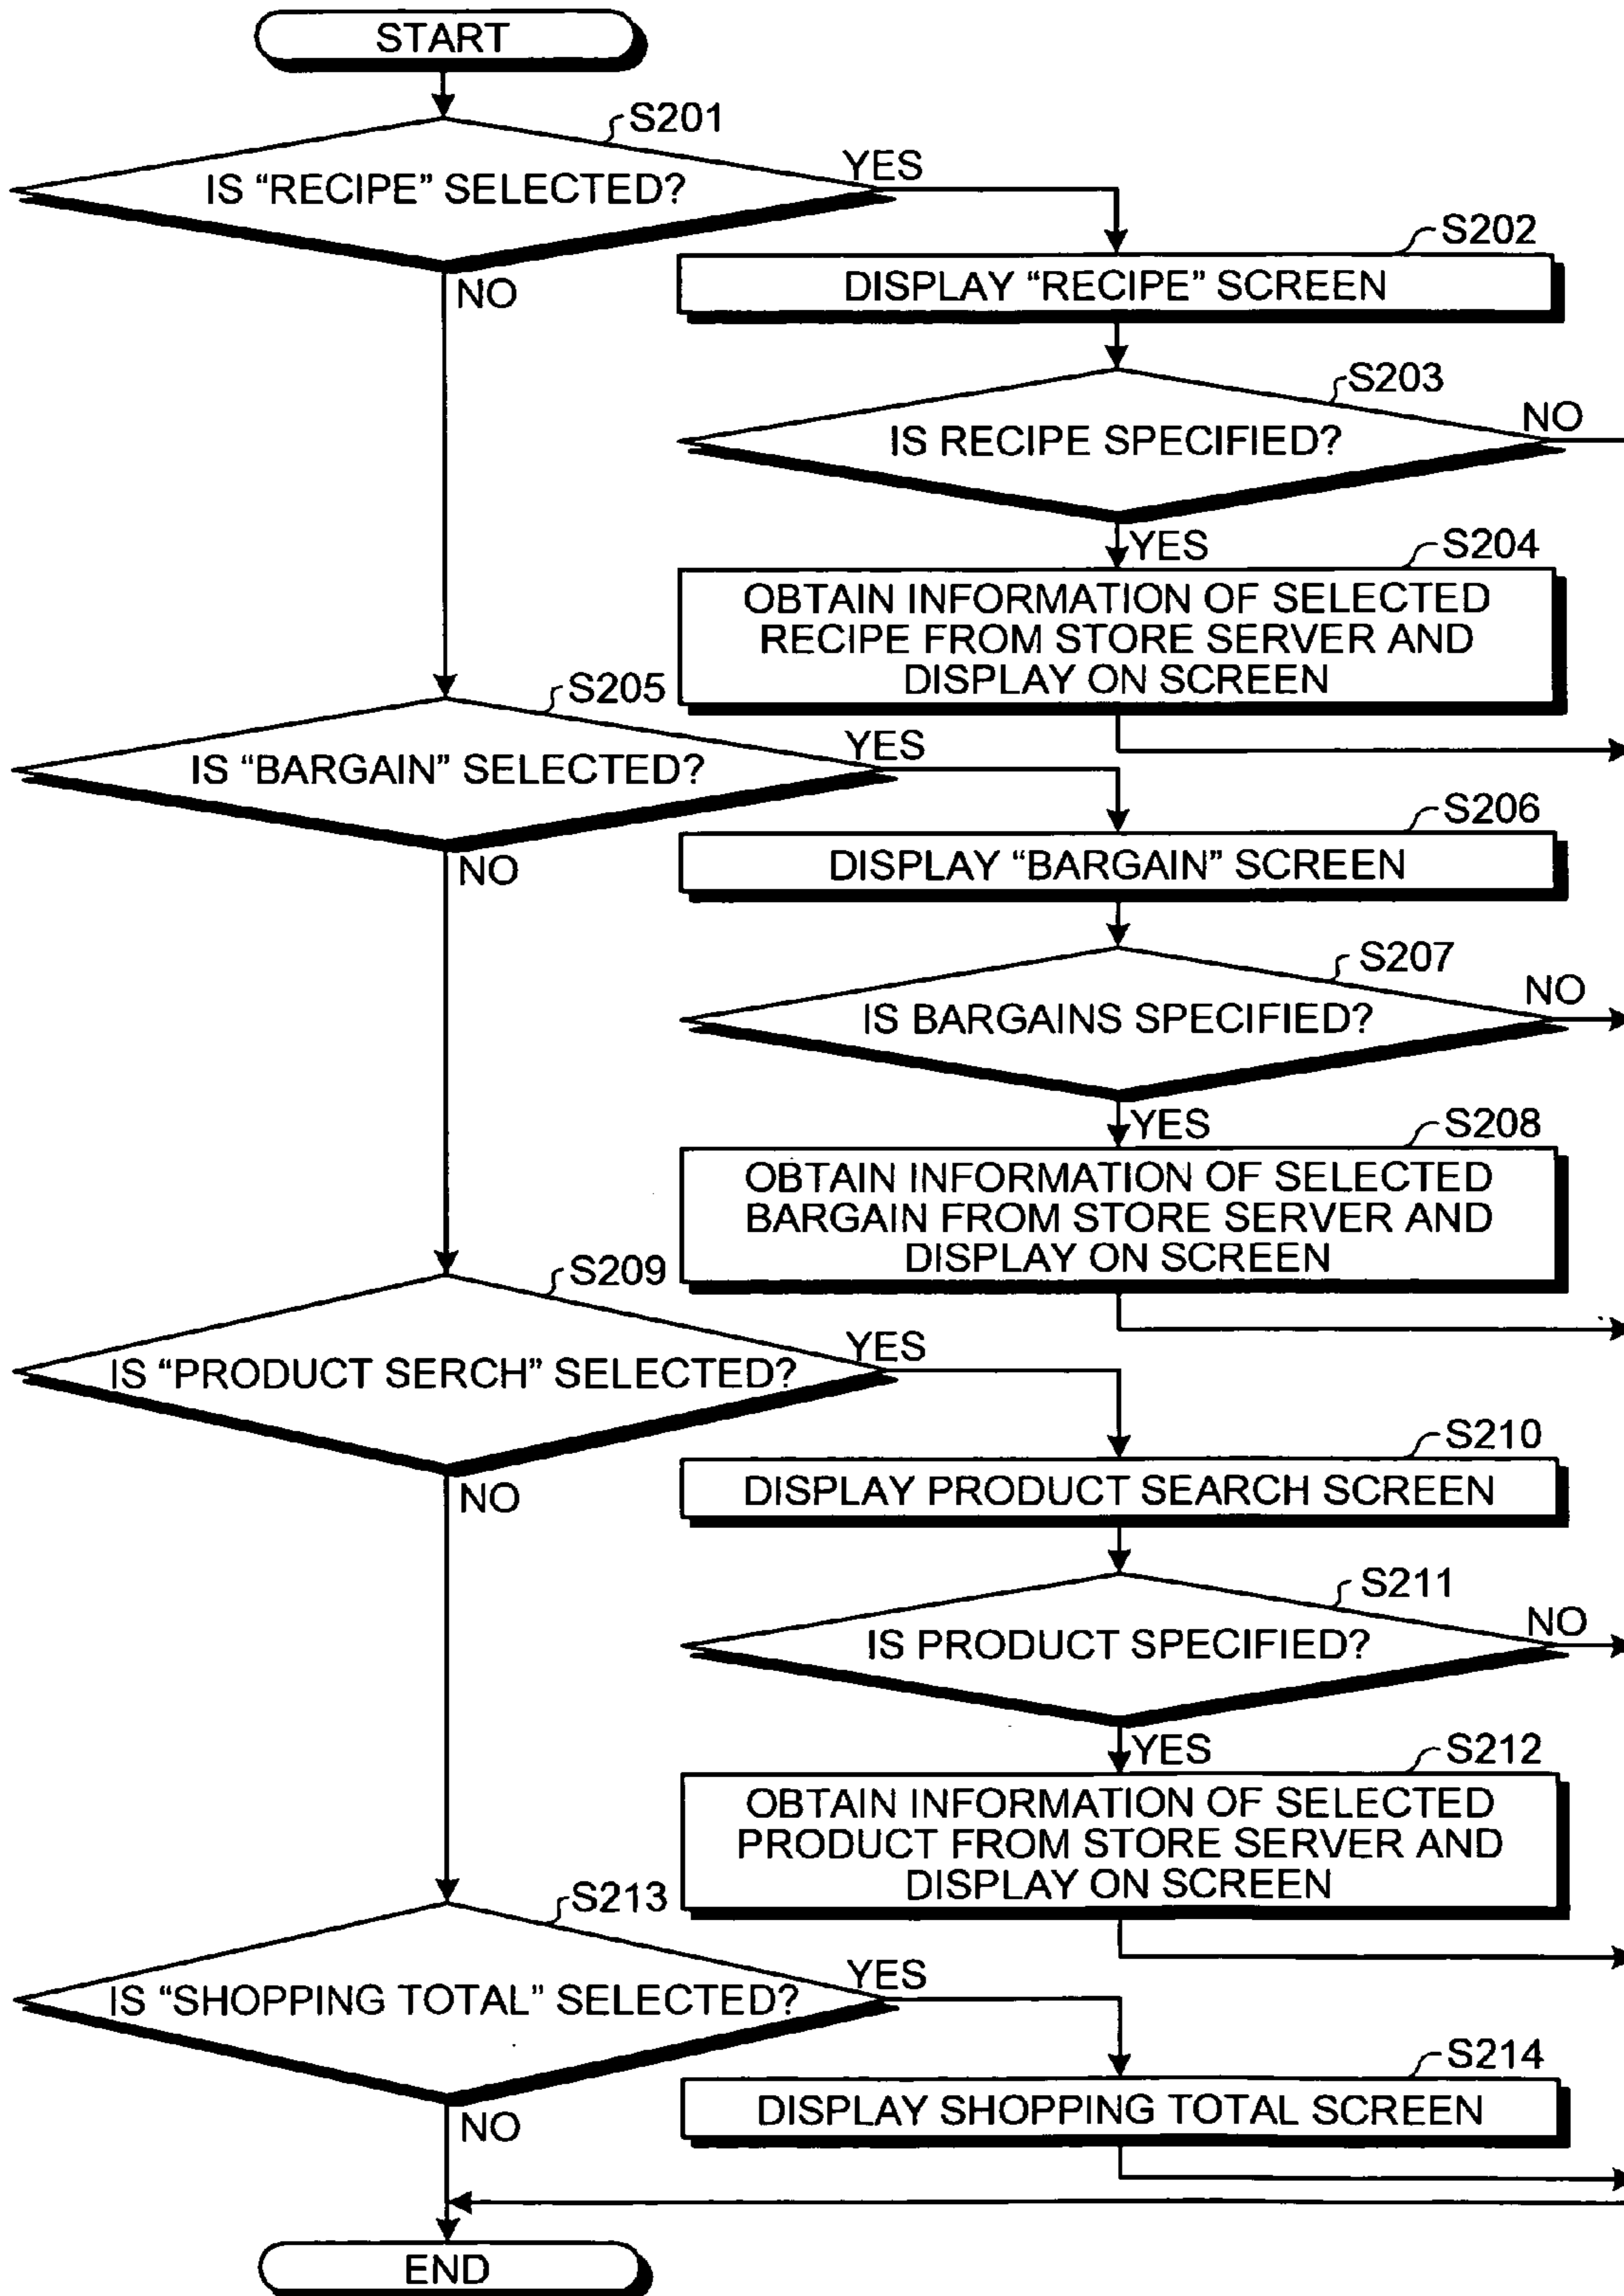 START
S201
IS “RECIPE” SELECTED?
YES
NO
S202
DISPLAY “RECIPE” SCREEN
S203
IS RECIPE SPECIFIED?
NO
YES
S204
OBTAIN INFORMATION OF SELECTED
RECIPE FROM STORE SERVER AND
DISPLAY ON SCREEN
S205
IS “BARGAIN” SELECTED?
YES
NO
S206
DISPLAY “BARGAIN” SCREEN
S207
IS BARGAINS SPECIFIED?
NO
YES
S208
OBTAIN INFORMATION OF SELECTED
BARGAIN FROM STORE SERVER AND
DISPLAY ON SCREEN
S209
IS “PRODUCT SERCH” SELECTED?
YES
NO
S210
DISPLAY PRODUCT SEARCH SCREEN
S211
IS PRODUCT SPECIFIED?
NO
YES
S212
OBTAIN INFORMATION OF SELECTED
PRODUCT FROM STORE SERVER AND
DISPLAY ON SCREEN
S213
IS “SHOPPING TOTAL” SELECTED?
YES
NO
S214
DISPLAY SHOPPING TOTAL SCREEN
END